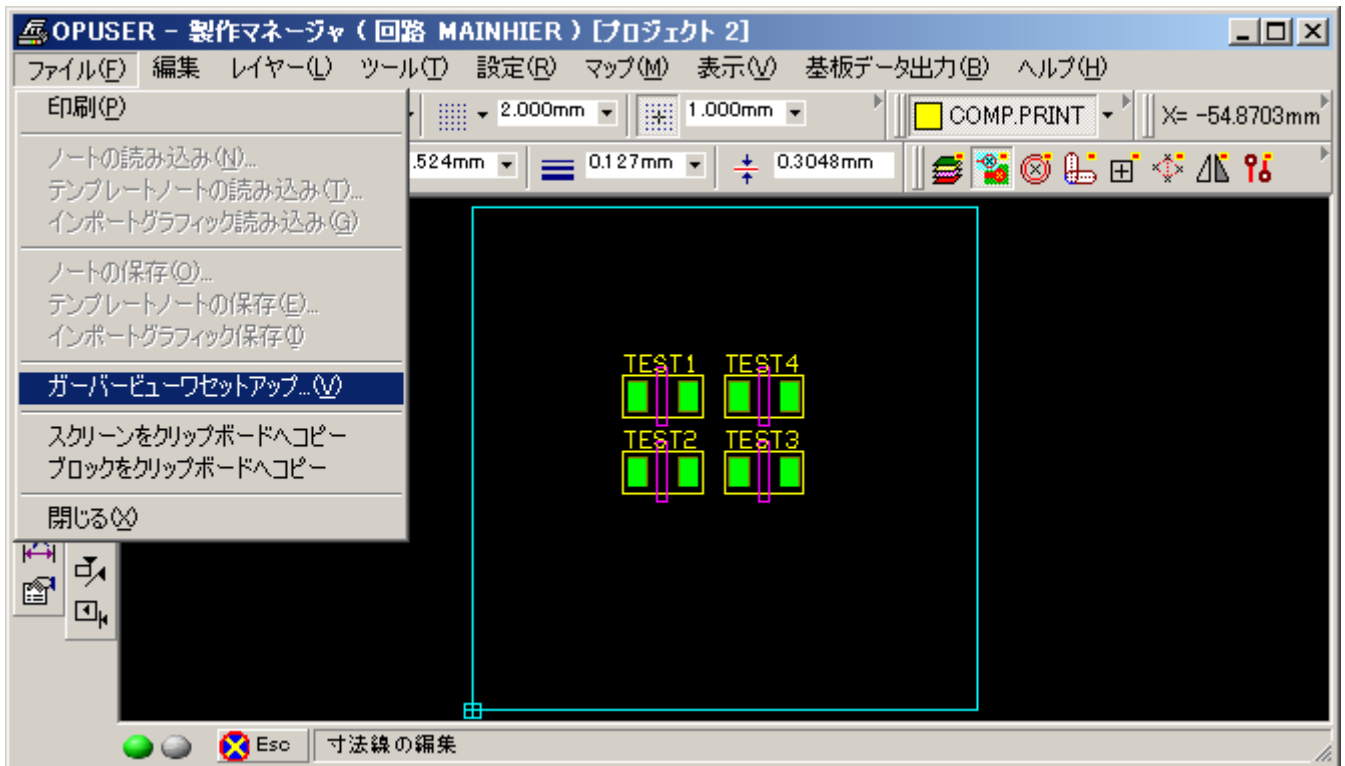 OPUSER - 製作マネージャ ( 回路 MAINHIER ) [プロジェクト 2]
ファイル(F) 編集 レイヤー(L) ツール(T) 設定(R) マップ(M) 表示(V) 基板データ出力(B) ヘルプ(H)
印刷(P)
2.000mm 1.000mm COMP.PRINT X= -54.8703mm
ノートの読み込み(N)...
.524mm 0.127mm 0.3048mm
テンプレートノートの読み込み(T)...
インポートグラフィック読み込み(G)
ノートの保存(O)...
テンプレートノートの保存(E)...
インポートグラフィック保存(I)
ガーバービューワセットアップ...(V)
スクリーンをクリップボードへコピー
ブロックをクリップボードへコピー
閉じる(X)
TEST1 TEST4
TEST2 TEST3
Esc 寸法線の編集